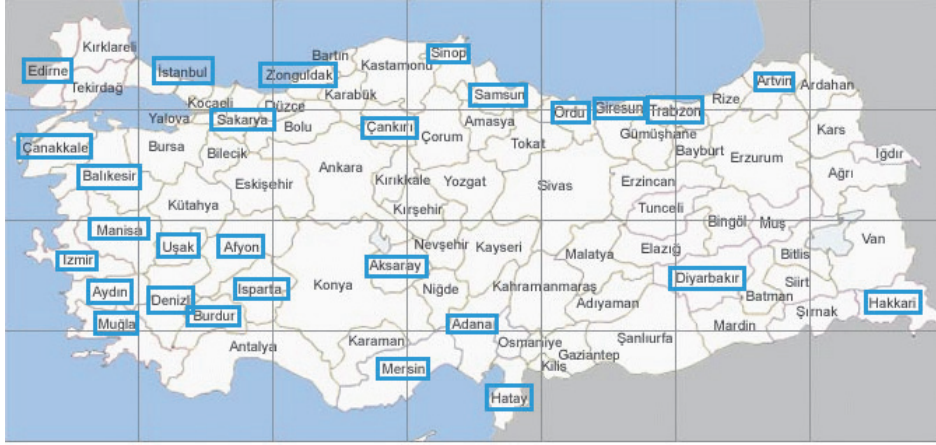 Kırklareli
Edirne
Tekirdağ
İstanbul
Zonguldak
Bartın
Kastamonu
Sinop
Samsun
Karabük
Kocaeli
Düzce
Yalova
Sakarya
Bolu
Çankırı
Çorum
Amasya
Tokat
Ordu
Giresun
Trabzon
Rize
Artvin
Ardahan
Gümüşhane
Bayburt
Kars
Iğdır
Çanakkale
Bursa
Bilecik
Balıkesir
Eskişehir
Ankara
Kırıkkale
Yozgat
Sivas
Erzincan
Erzurum
Ağrı
Kütahya
Kırşehir
Tunceli
Bingöl
Muş
Van
Manisa
Uşak
Afyon
Nevşehir
Kayseri
Malatya
Elazığ
Bitlis
İzmir
Aksaray
Konya
Niğde
Kahramanmaraş
Diyarbakır
Siirt
Batman
Hakkari
Şırnak
Aydın
Denizli
Isparta
Burdur
Adıyaman
Mardin
Muğla
Adana
Şanlıurfa
Antalya
Karaman
Osmaniye
Gaziantep
Kilis
Mersin
Hatay